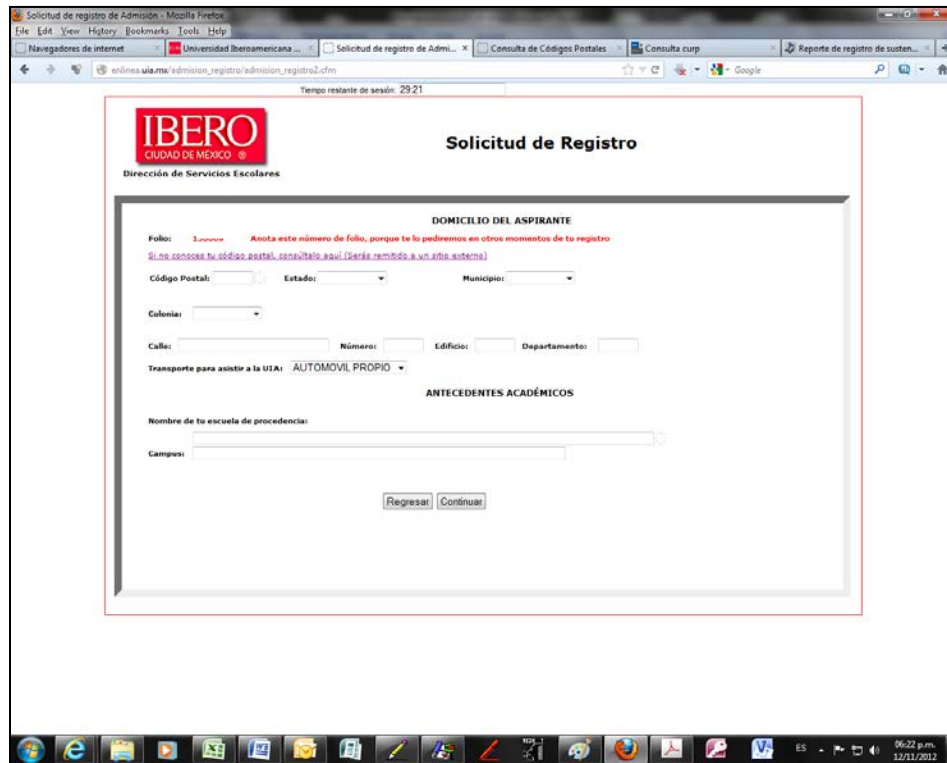 Solicitud de registro de Admisión - Mozilla Firefox
File Edit View History Bookmarks Tools Help
Navegadores de internet Universidad Iberoamericana ... Solicitud de registro de Admi... Consulta de Códigos Postales Consulta curp Reporte de registro de susten...
enlinea.uia.mx/admision_registro/admision_registro2.cfm Google
Tiempo restante de sesión: 29:21
IBERO
CIUDAD DE MÉXICO ®
Solicitud de Registro
Dirección de Servicios Escolares
DOMICILIO DEL ASPIRANTE
Folio: Anota este número de folio, porque te lo pediremos en otros momentos de tu registro
Si no conoces tu código postal, consúltalo aquí (Serás remitido a un sitio externo)
Código Postal: Estado: Municipio:
Colonia:
Calle: Número: Edificio: Departamento:
Transporte para asistir a la UIA: AUTOMOVIL PROPIO
ANTECEDENTES ACADÉMICOS
Nombre de tu escuela de procedencia:
Campus:
Regresar Continuar
ES 06:22 p.m.
12/11/2012